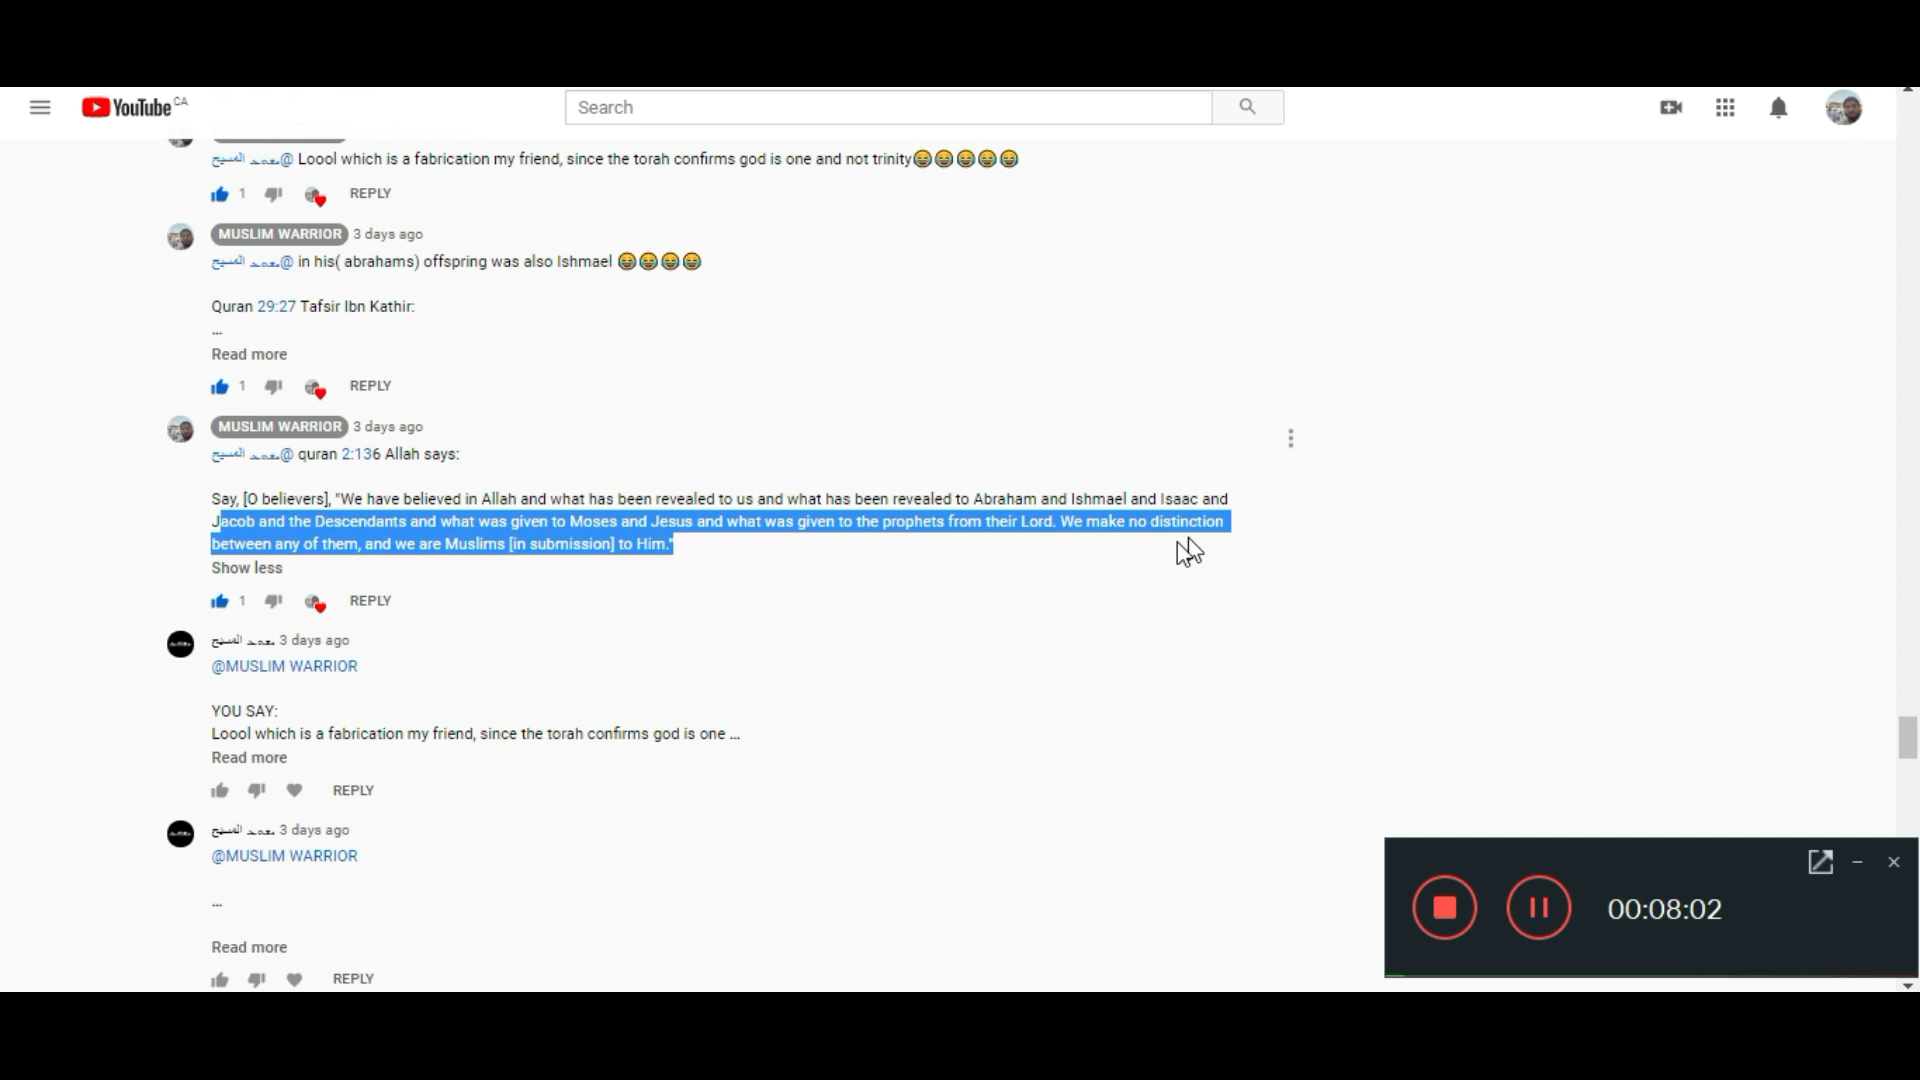 YouTube CA
Search
@محمد المسيح Loool which is a fabrication my friend, since the torah confirms god is one and not trinity😂😂😂😂😂
1 REPLY
MUSLIM WARRIOR 3 days ago
@محمد المسيح in his( abrahams) offspring was also Ishmael 😂😂😂😂
Quran 29:27 Tafsir Ibn Kathir:
...
Read more
1 REPLY
MUSLIM WARRIOR 3 days ago
@محمد المسيح quran 2:136 Allah says:
Say, [O believers], "We have believed in Allah and what has been revealed to us and what has been revealed to Abraham and Ishmael and Isaac and
Jacob and the Descendants and what was given to Moses and Jesus and what was given to the prophets from their Lord. We make no distinction
between any of them, and we are Muslims [in submission] to Him."
Show less
1 REPLY
محمد المسيح 3 days ago
@MUSLIM WARRIOR
YOU SAY:
Loool which is a fabrication my friend, since the torah confirms god is one ...
Read more
REPLY
محمد المسيح 3 days ago
@MUSLIM WARRIOR
...
Read more
REPLY
00:08:02